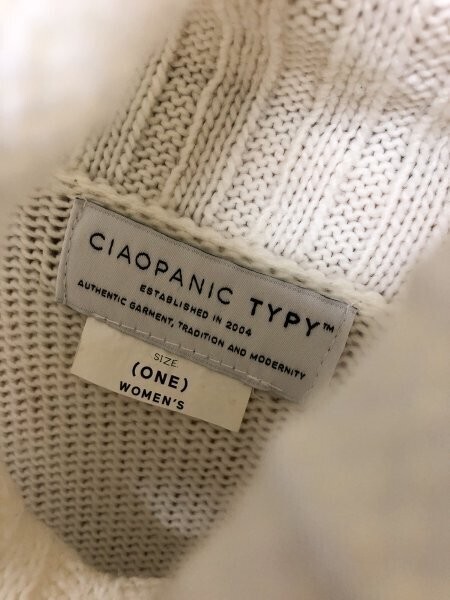 CIAOPANIC TYPY™
ESTABLISHED IN 2004
AUTHENTIC GARMENT, TRADITION AND MODERNITY
SIZE
(ONE)
WOMEN'S